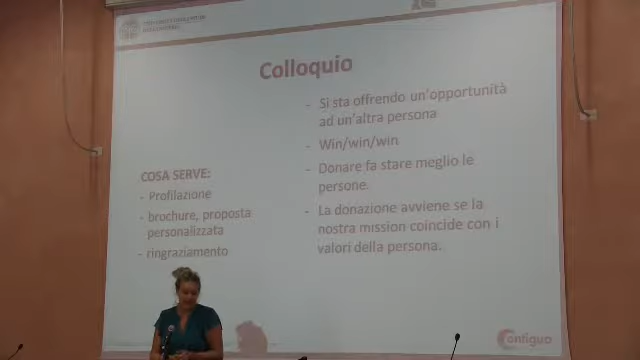 Colloquio
COSA SERVE:
- Profilazione
- brochure, proposta
personalizzata
- ringraziamento
- Si sta offrendo un'opportunità
ad un'altra persona
- Win/win/win
- Donare fa stare meglio le
persone.
- La donazione avviene se la
nostra mission coincide con i
valori della persona.
Contiguo